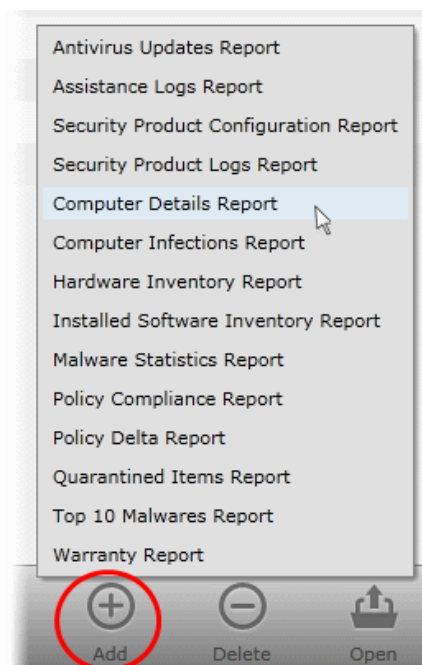 Antivirus Updates Report
Assistance Logs Report
Security Product Configuration Report
Security Product Logs Report
Computer Details Report
Computer Infections Report
Hardware Inventory Report
Installed Software Inventory Report
Malware Statistics Report
Policy Compliance Report
Policy Delta Report
Quarantined Items Report
Top 10 Malwares Report
Warranty Report
Add Delete Open